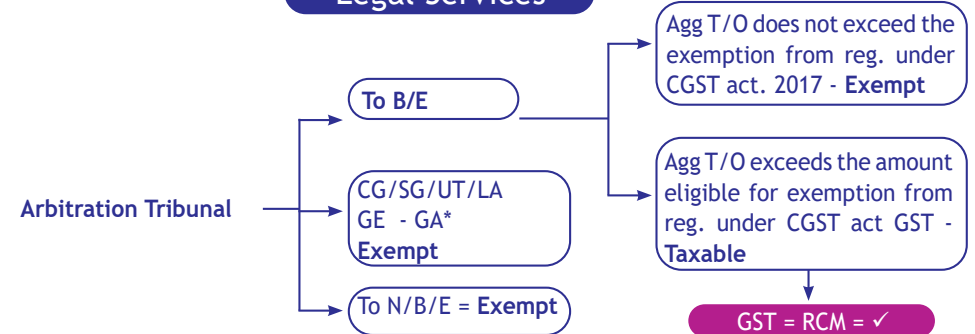 Legal Services
Agg T/O does not exceed the
exemption from reg. under
CGST act. 2017 - Exempt
To B/E
Agg T/O exceeds the amount
eligible for exemption from
reg. under CGST act GST -
Taxable
Arbitration Tribunal
CG/SG/UT/LA
GE - GA*
Exempt
To N/B/E = Exempt
GST = RCM = ✓